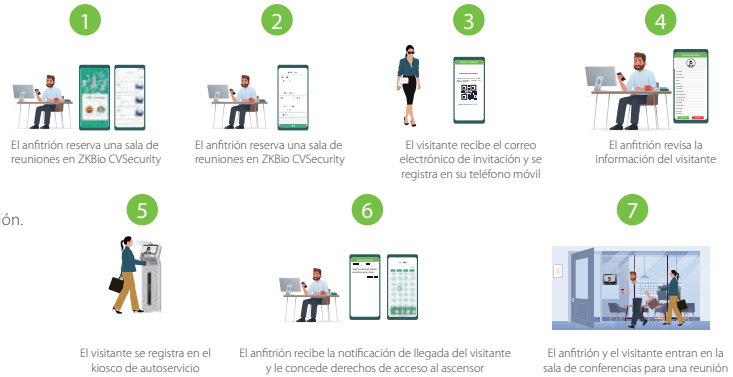 1
2
3
4
El anfitrión reserva una sala de
reuniones en ZKBio CVSecurity
El anfitrión reserva una sala de
reuniones en ZKBio CVSecurity
El visitante recibe el correo
electrónico de invitación y se
registra en su teléfono móvil
El anfitrión revisa la
información del visitante
ión.
5
6
7
El visitante se registra en el
kiosco de autoservicio
El anfitrión recibe la notificación de llegada del visitante
y le concede derechos de acceso al ascensor
El anfitrión y el visitante entran en la
sala de conferencias para una reunión